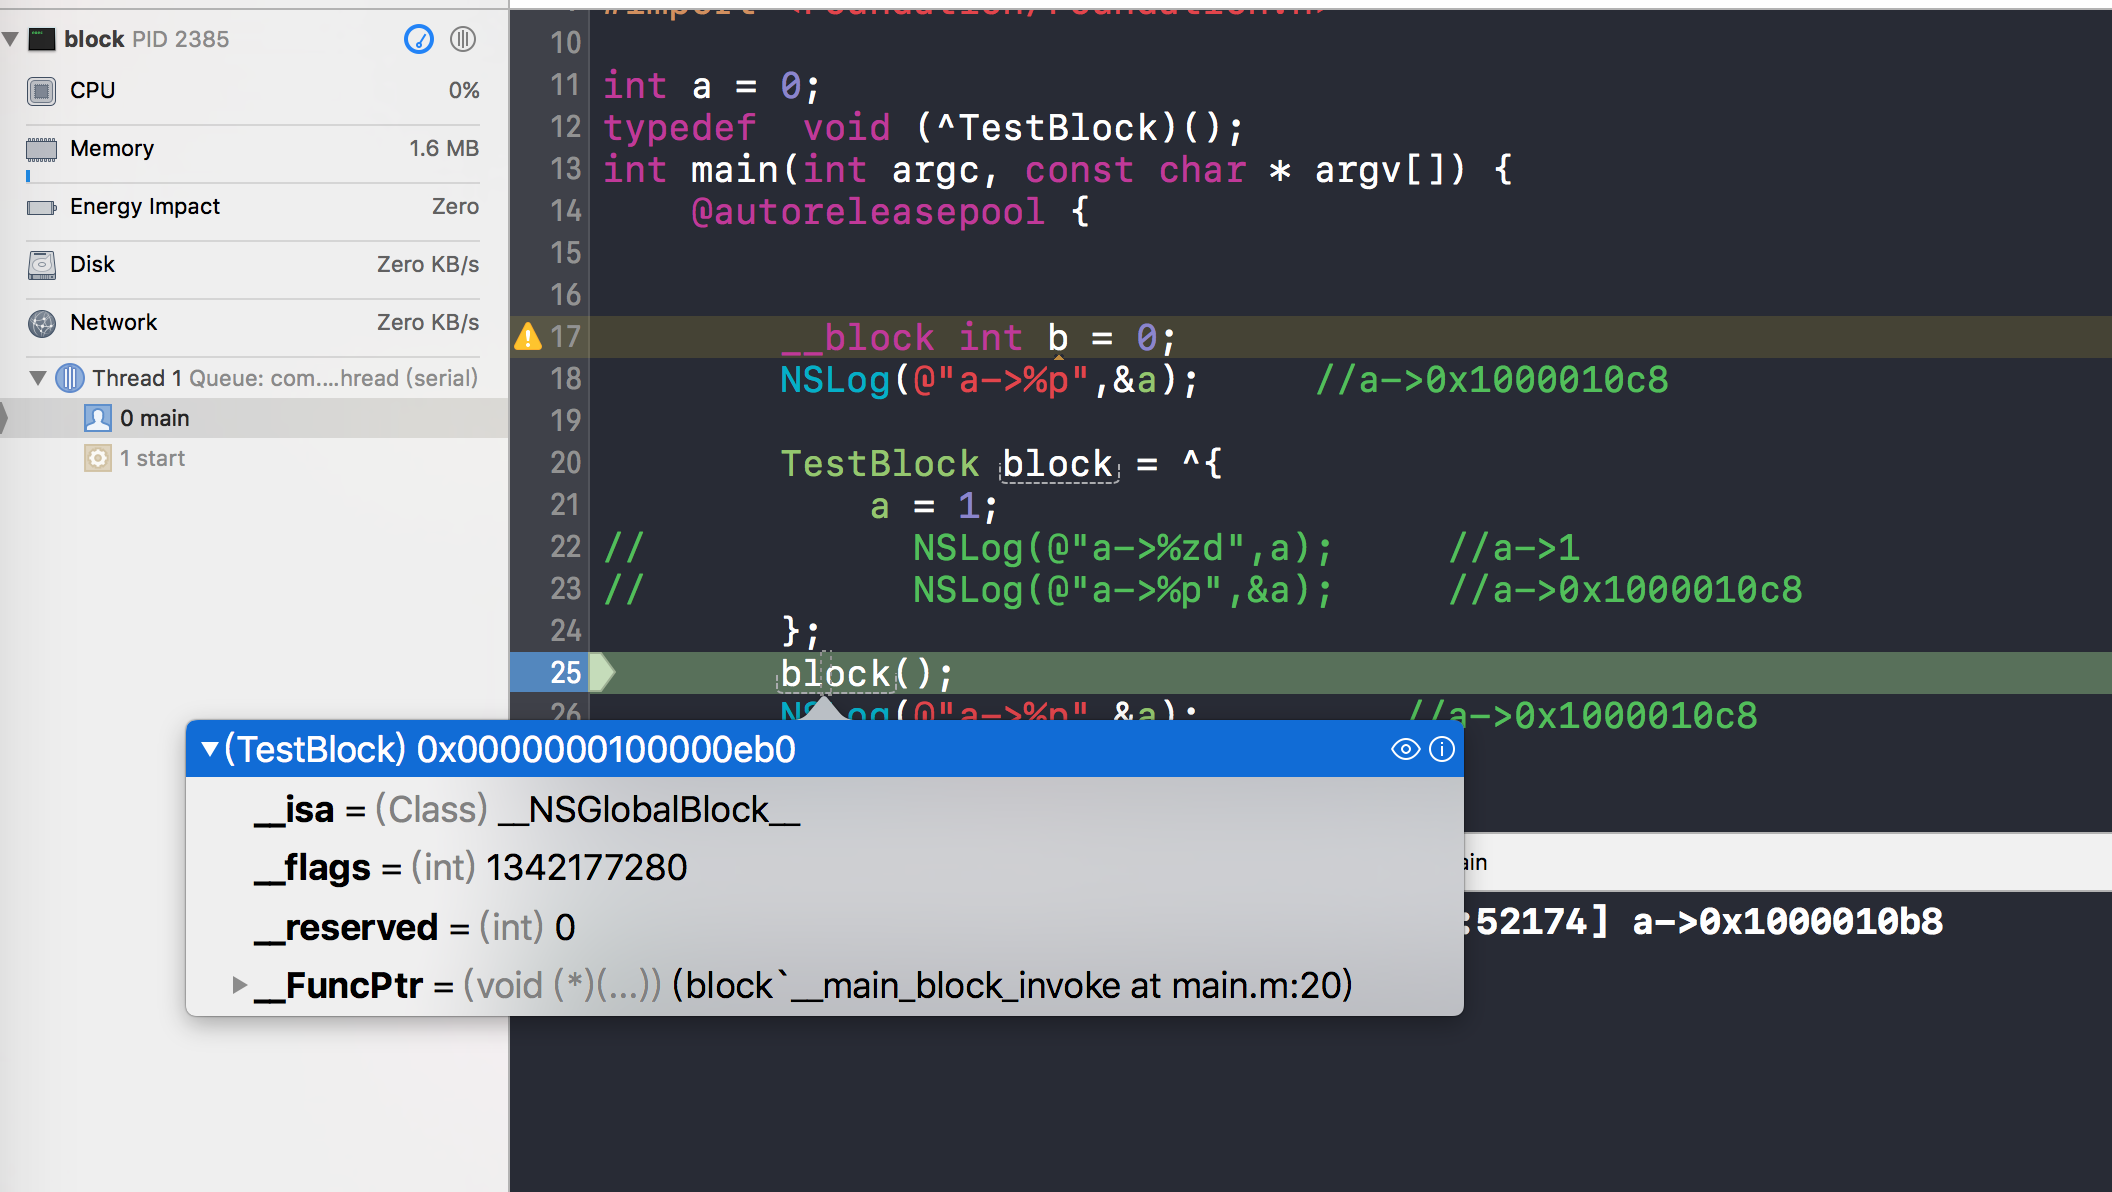 block PID 2385
CPU 0%
Memory 1.6 MB
Energy Impact Zero
Disk Zero KB/s
Network Zero KB/s
Thread 1 Queue: com....hread (serial)
0 main
1 start
#import <Foundation/Foundation.h>
10
11 int a = 0;
12 typedef  void (^TestBlock)();
13 int main(int argc, const char * argv[]) {
14     @autoreleasepool {
15
16
17         __block int b = 0;
18         NSLog(@"a->%p",&a);     //a->0x1000010c8
19
20         TestBlock block = ^{
21             a = 1;
22 //            NSLog(@"a->%zd",a);     //a->1
23 //            NSLog(@"a->%p",&a);     //a->0x1000010c8
24         };
25         block();
26         NSLog(@"a->%p",&a);         //a->0x1000010c8
(TestBlock) 0x0000000100000eb0
__isa = (Class) __NSGlobalBlock__
__flags = (int) 1342177280
__reserved = (int) 0
__FuncPtr = (void (*)(...)) (block`__main_block_invoke at main.m:20)
ain
:52174] a->0x1000010b8